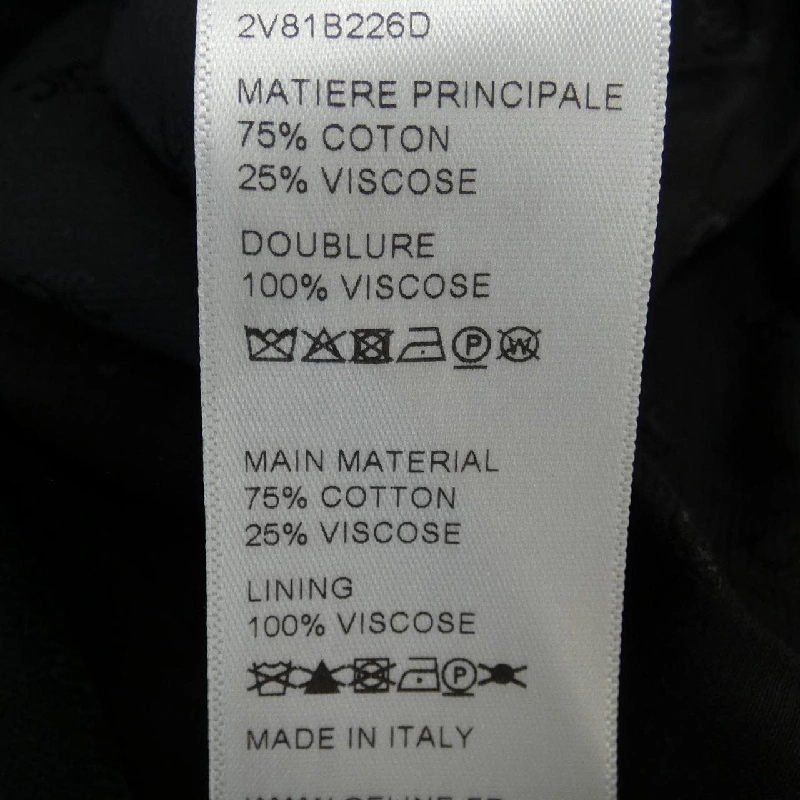 2V81B226D
MATIERE PRINCIPALE
75% COTON
25% VISCOSE
DOUBLURE
100% VISCOSE
P W
MAIN MATERIAL
75% COTTON
25% VISCOSE
LINING
100% VISCOSE
P
MADE IN ITALY